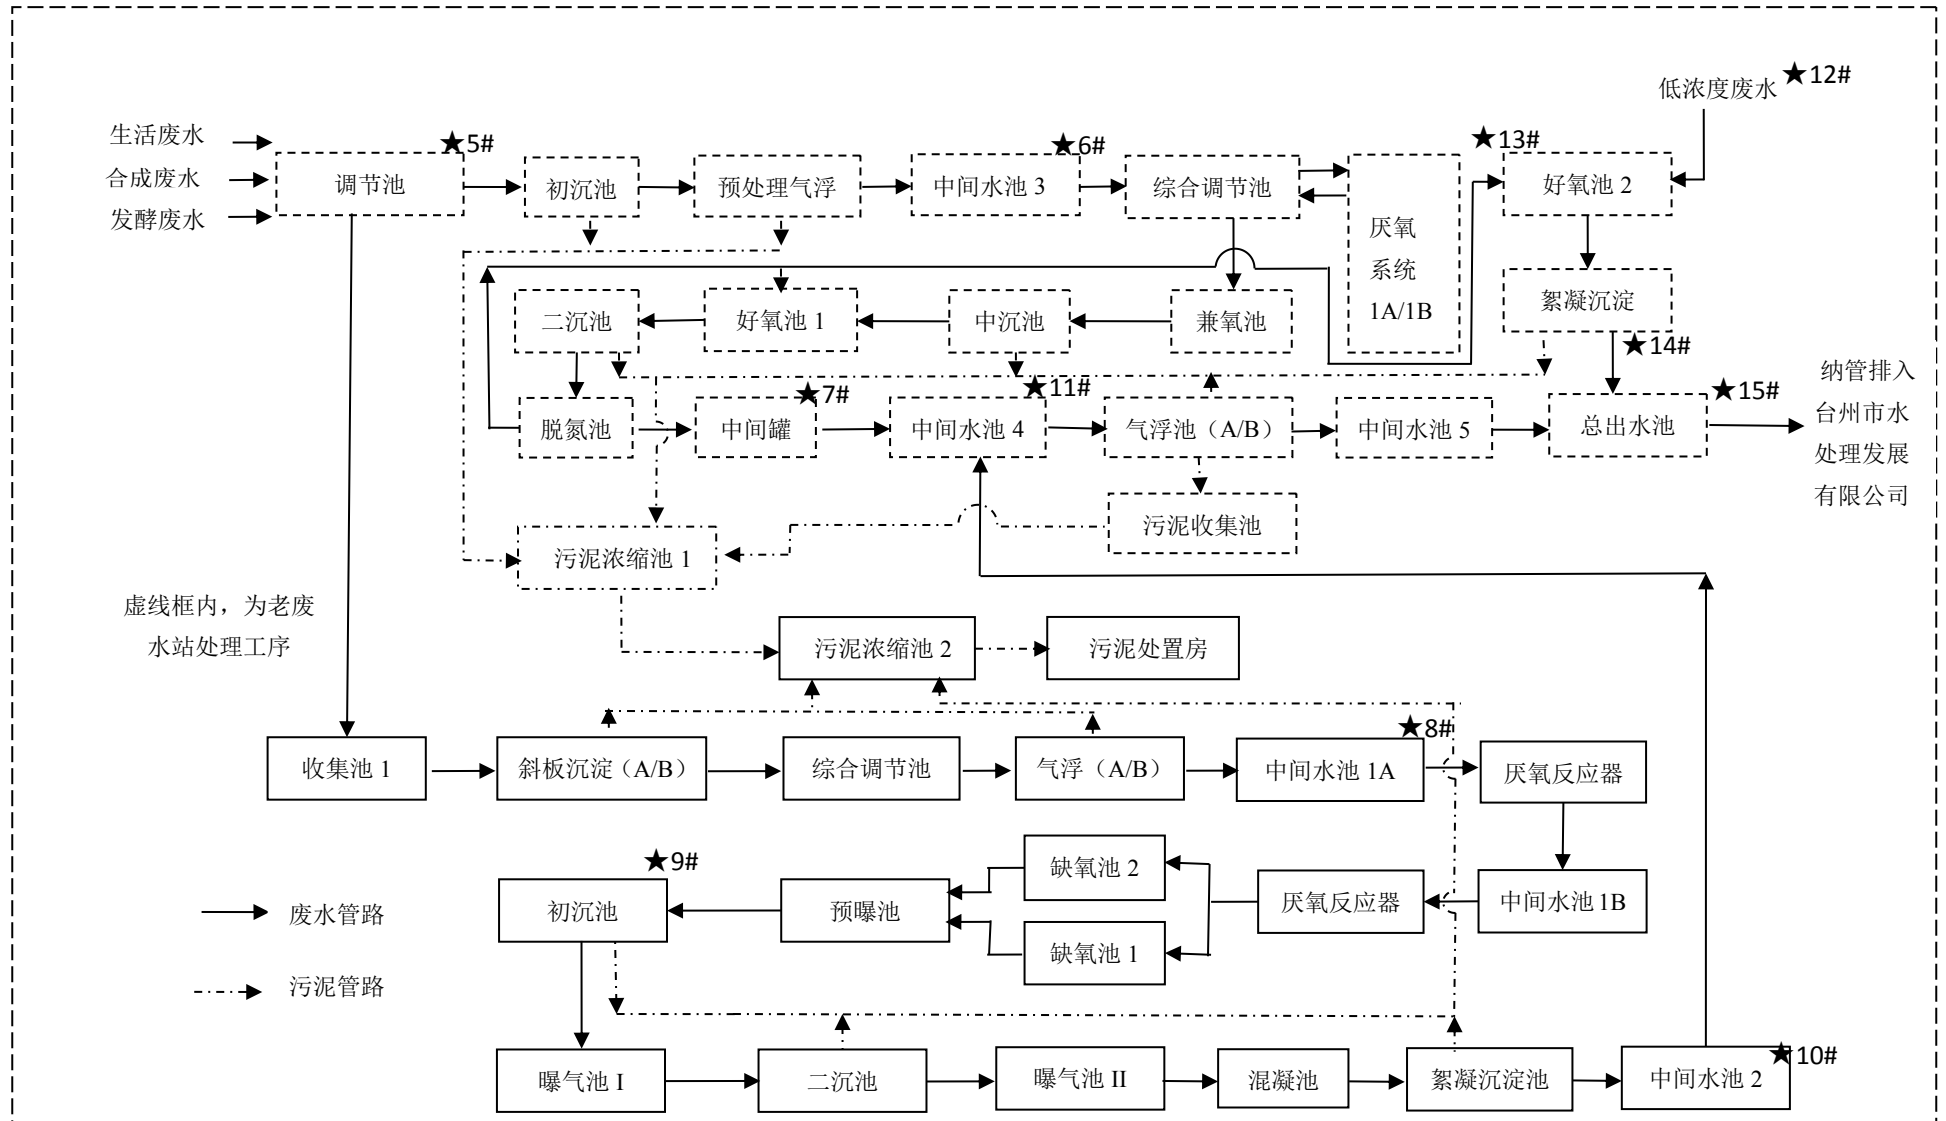 低浓度废水
★12#
生活废水
合成废水
发酵废水
★5#
调节池
初沉池
预处理气浮
★6#
中间水池 3
综合调节池
厌氧
系统
1A/1B
★13#
好氧池 2
二沉池
好氧池 1
中沉池
兼氧池
絮凝沉淀
★14#
脱氮池
★7#
中间罐
★11#
中间水池 4
气浮池（A/B）
中间水池 5
总出水池
★15#
纳管排入
台州市水
处理发展
有限公司
污泥收集池
污泥浓缩池 1
虚线框内，为老废
水站处理工序
污泥浓缩池 2
污泥处置房
收集池 1
斜板沉淀（A/B）
综合调节池
气浮（A/B）
★8#
中间水池 1A
厌氧反应器
缺氧池 2
★9#
初沉池
预曝池
厌氧反应器
中间水池 1B
缺氧池 1
废水管路
污泥管路
曝气池 I
二沉池
曝气池 II
混凝池
絮凝沉淀池
中间水池 2
★10#